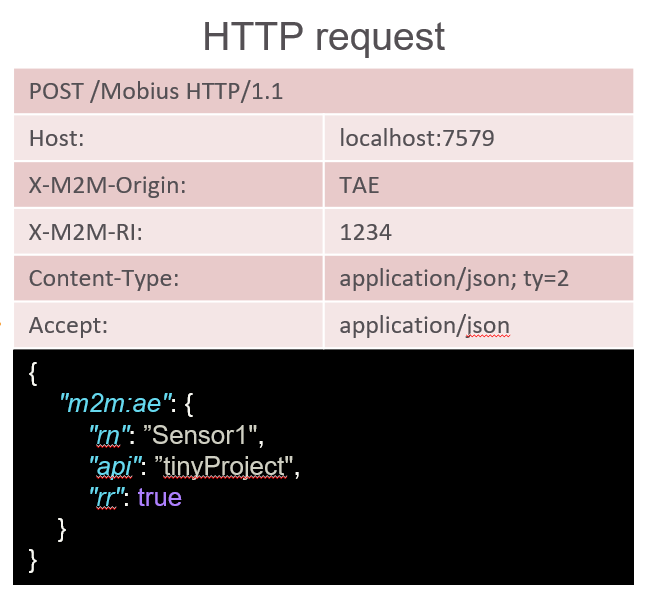 HTTP request
POST /Mobius HTTP/1.1
Host: localhost:7579
X-M2M-Origin: TAE
X-M2M-RI: 1234
Content-Type: application/json; ty=2
Accept: application/json
{
"m2m:ae": {
"rn": ”Sensor1",
"api": ”tinyProject",
"rr": true
}
}